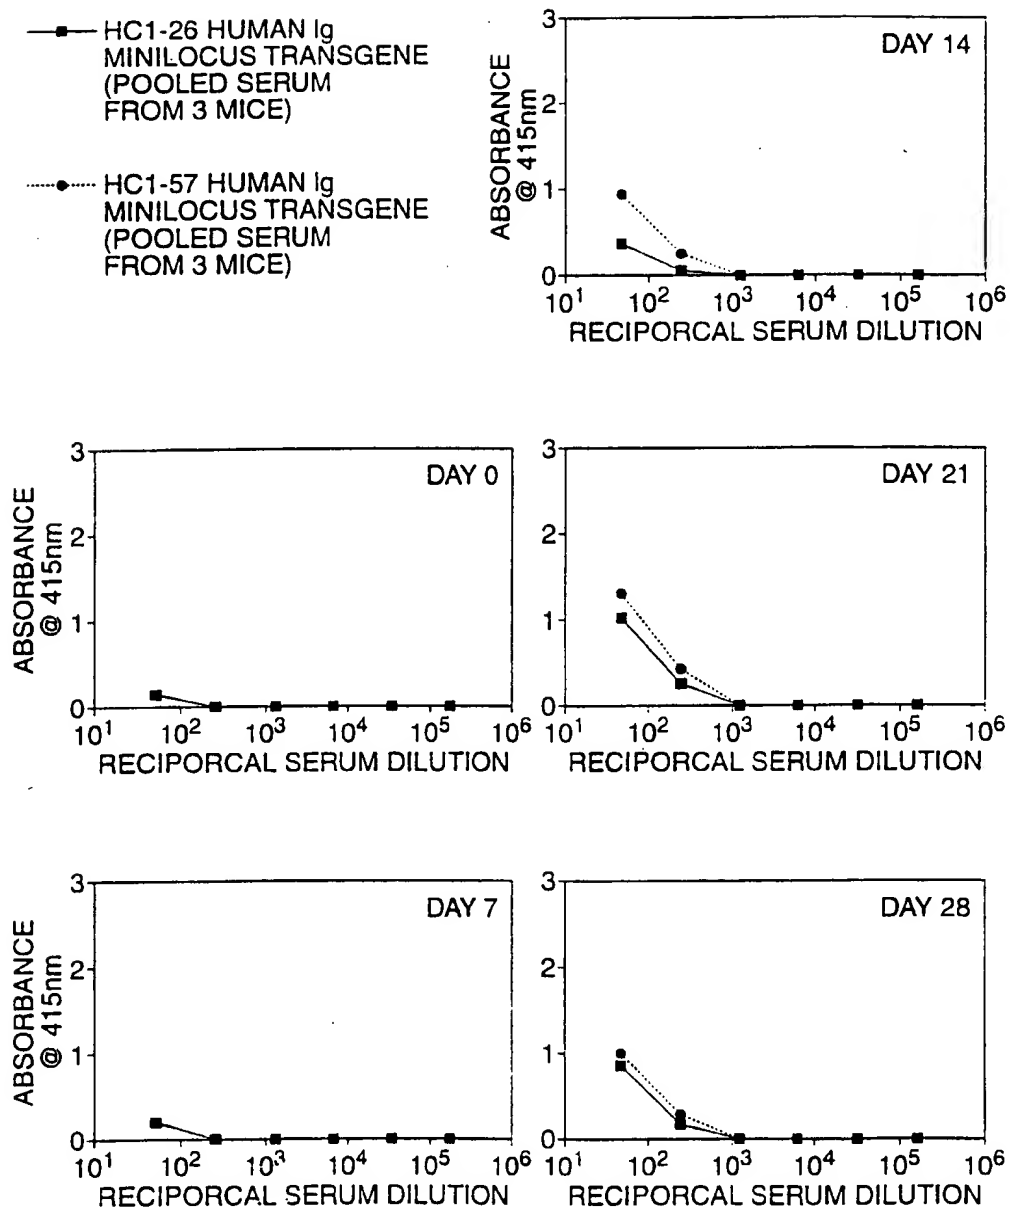 HC1-26 HUMAN Ig
MINILOCUS TRANSGENE
(POOLED SERUM
FROM 3 MICE)
HC1-57 HUMAN Ig
MINILOCUS TRANSGENE
(POOLED SERUM
FROM 3 MICE)
DAY 14
ABSORBANCE
@ 415nm
3
2
1
0
10¹ 10² 10³ 10⁴ 10⁵ 10⁶
RECIPORCAL SERUM DILUTION
DAY 0
ABSORBANCE
@ 415nm
3
2
1
0
10¹ 10² 10³ 10⁴ 10⁵ 10⁶
RECIPORCAL SERUM DILUTION
DAY 21
3
2
1
0
10¹ 10² 10³ 10⁴ 10⁵ 10⁶
RECIPORCAL SERUM DILUTION
DAY 7
ABSORBANCE
@ 415nm
3
2
1
0
10¹ 10² 10³ 10⁴ 10⁵ 10⁶
RECIPORCAL SERUM DILUTION
DAY 28
3
2
1
0
10¹ 10² 10³ 10⁴ 10⁵ 10⁶
RECIPORCAL SERUM DILUTION